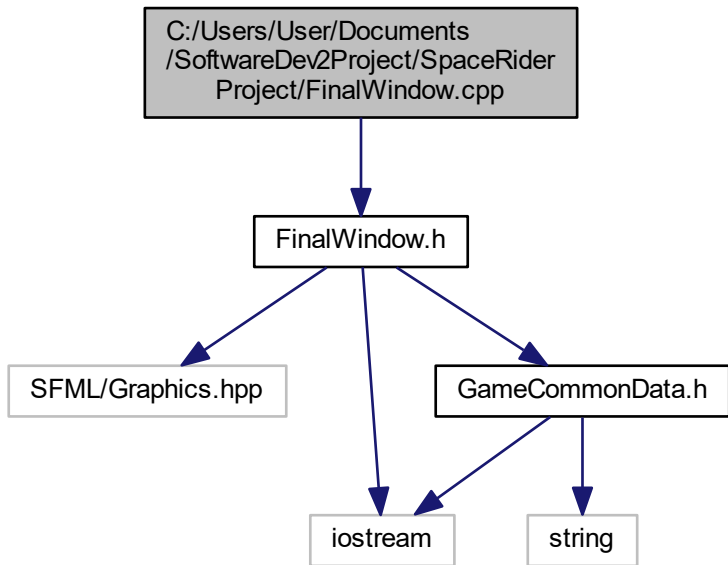 C:/Users/User/Documents
/SoftwareDev2Project/SpaceRider
Project/FinalWindow.cpp
FinalWindow.h
SFML/Graphics.hpp
GameCommonData.h
iostream
string